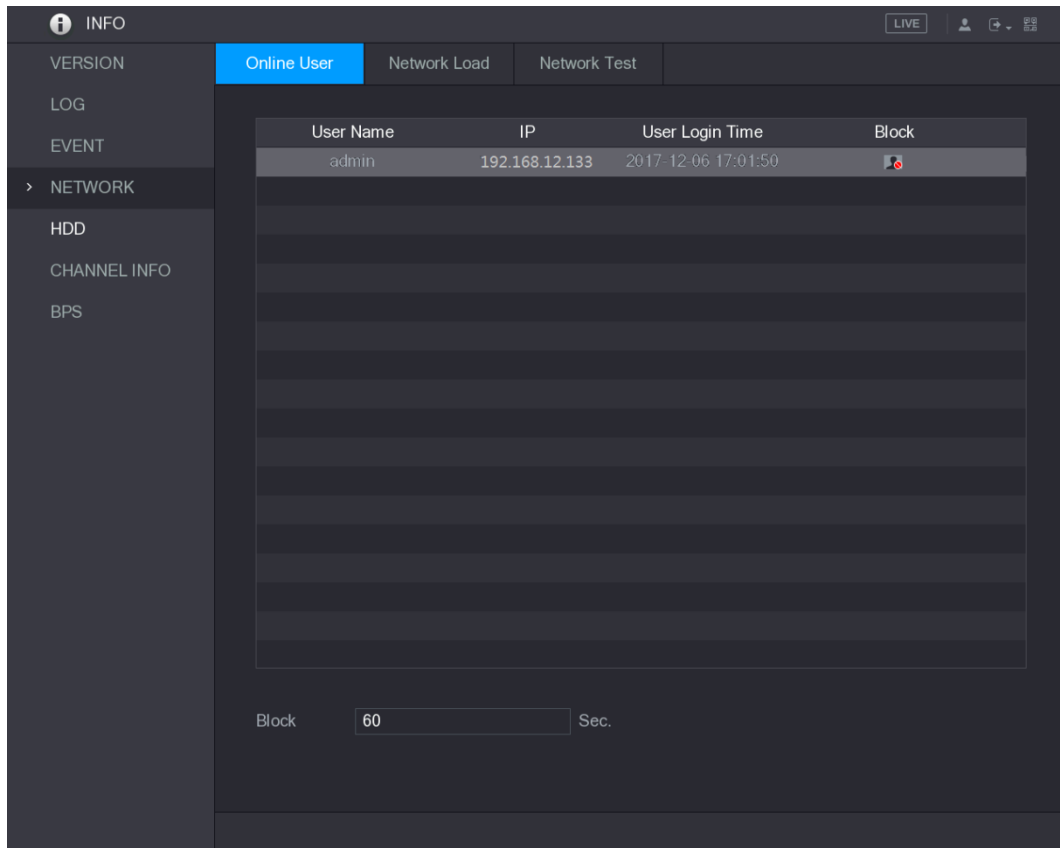 INFO
LIVE
VERSION
LOG
EVENT
NETWORK
HDD
CHANNEL INFO
BPS
Online User Network Load Network Test
User Name IP User Login Time Block
admin 192.168.12.133 2017-12-06 17:01:50
Block 60 Sec.